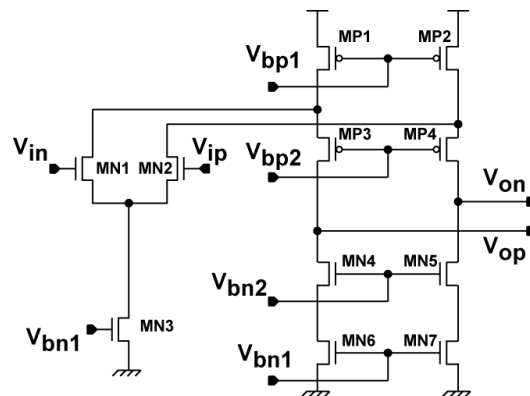 MP1
MP2
Vbp1
Vin
MN1
MN2
Vip
MP3
MP4
Vbp2
Von
Vop
MN4
MN5
Vbn2
MN3
Vbn1
MN6
MN7
Vbn1